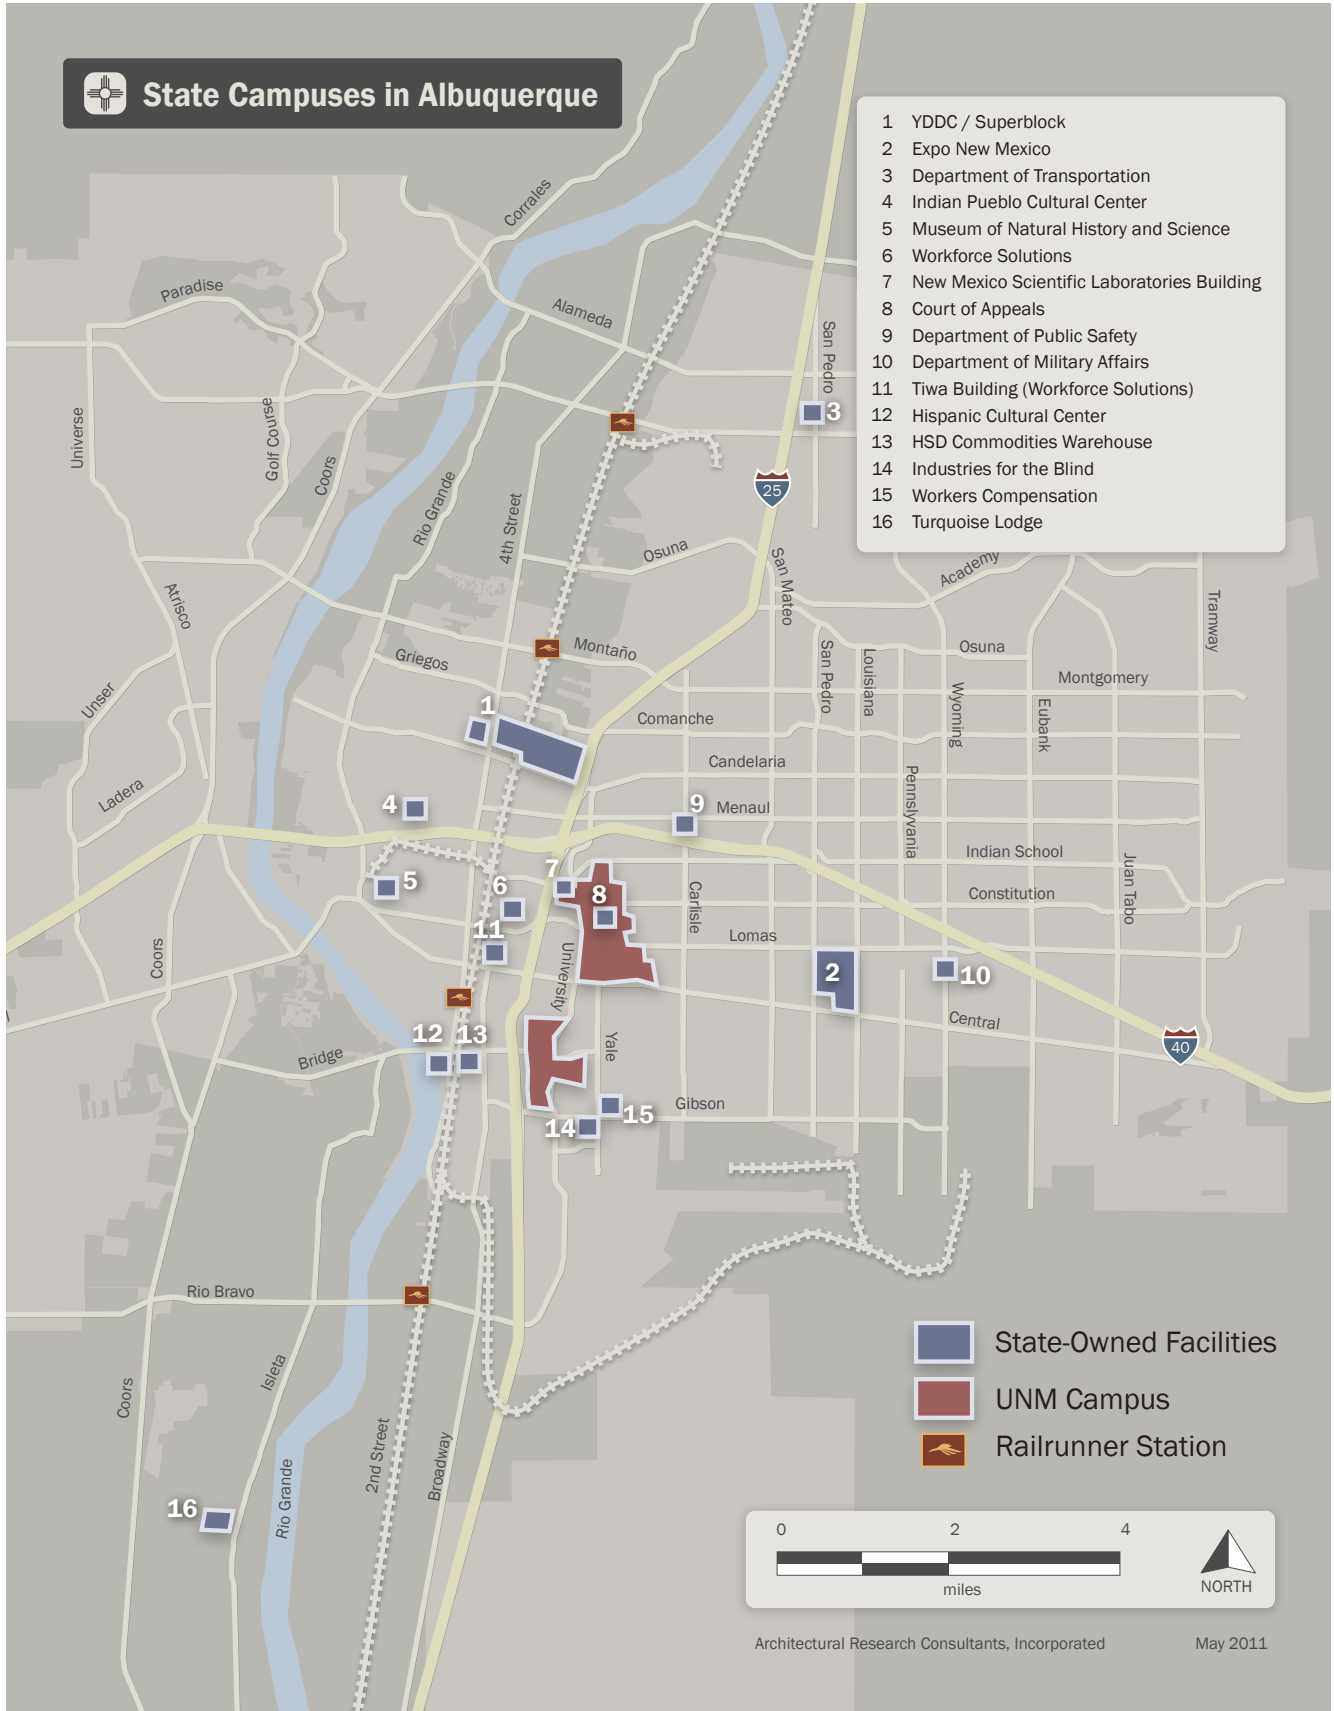 State Campuses in Albuquerque
1 YDDC / Superblock
2 Expo New Mexico
3 Department of Transportation
4 Indian Pueblo Cultural Center
5 Museum of Natural History and Science
6 Workforce Solutions
7 New Mexico Scientific Laboratories Building
8 Court of Appeals
9 Department of Public Safety
10 Department of Military Affairs
11 Tiwa Building (Workforce Solutions)
12 Hispanic Cultural Center
13 HSD Commodities Warehouse
14 Industries for the Blind
15 Workers Compensation
16 Turquoise Lodge
Corrales
Paradise
Alameda
San Pedro
3
Universe
Golf Course
Coors
Rio Grande
4th Street
25
Osuna
San Mateo
Academy
Atrisco
Tramway
Griegos
Montaño
San Pedro
Louisiana
Osuna
Montgomery
Unser
1
Comanche
Wyoming
Eubank
Candelaria
Ladera
4
9
Menaul
Pennslyvania
Indian School
Juan Tabo
5
6
7
8
Carlisle
Constitution
11
Lomas
Coors
University
2
10
Central
12
13
Bridge
Yale
40
14
15
Gibson
Rio Bravo
Isleta
Coors
2nd Street
Broadway
Rio Grande
16
State-Owned Facilities
UNM Campus
Railrunner Station
0 2 4
miles
NORTH
Architectural Research Consultants, Incorporated May 2011